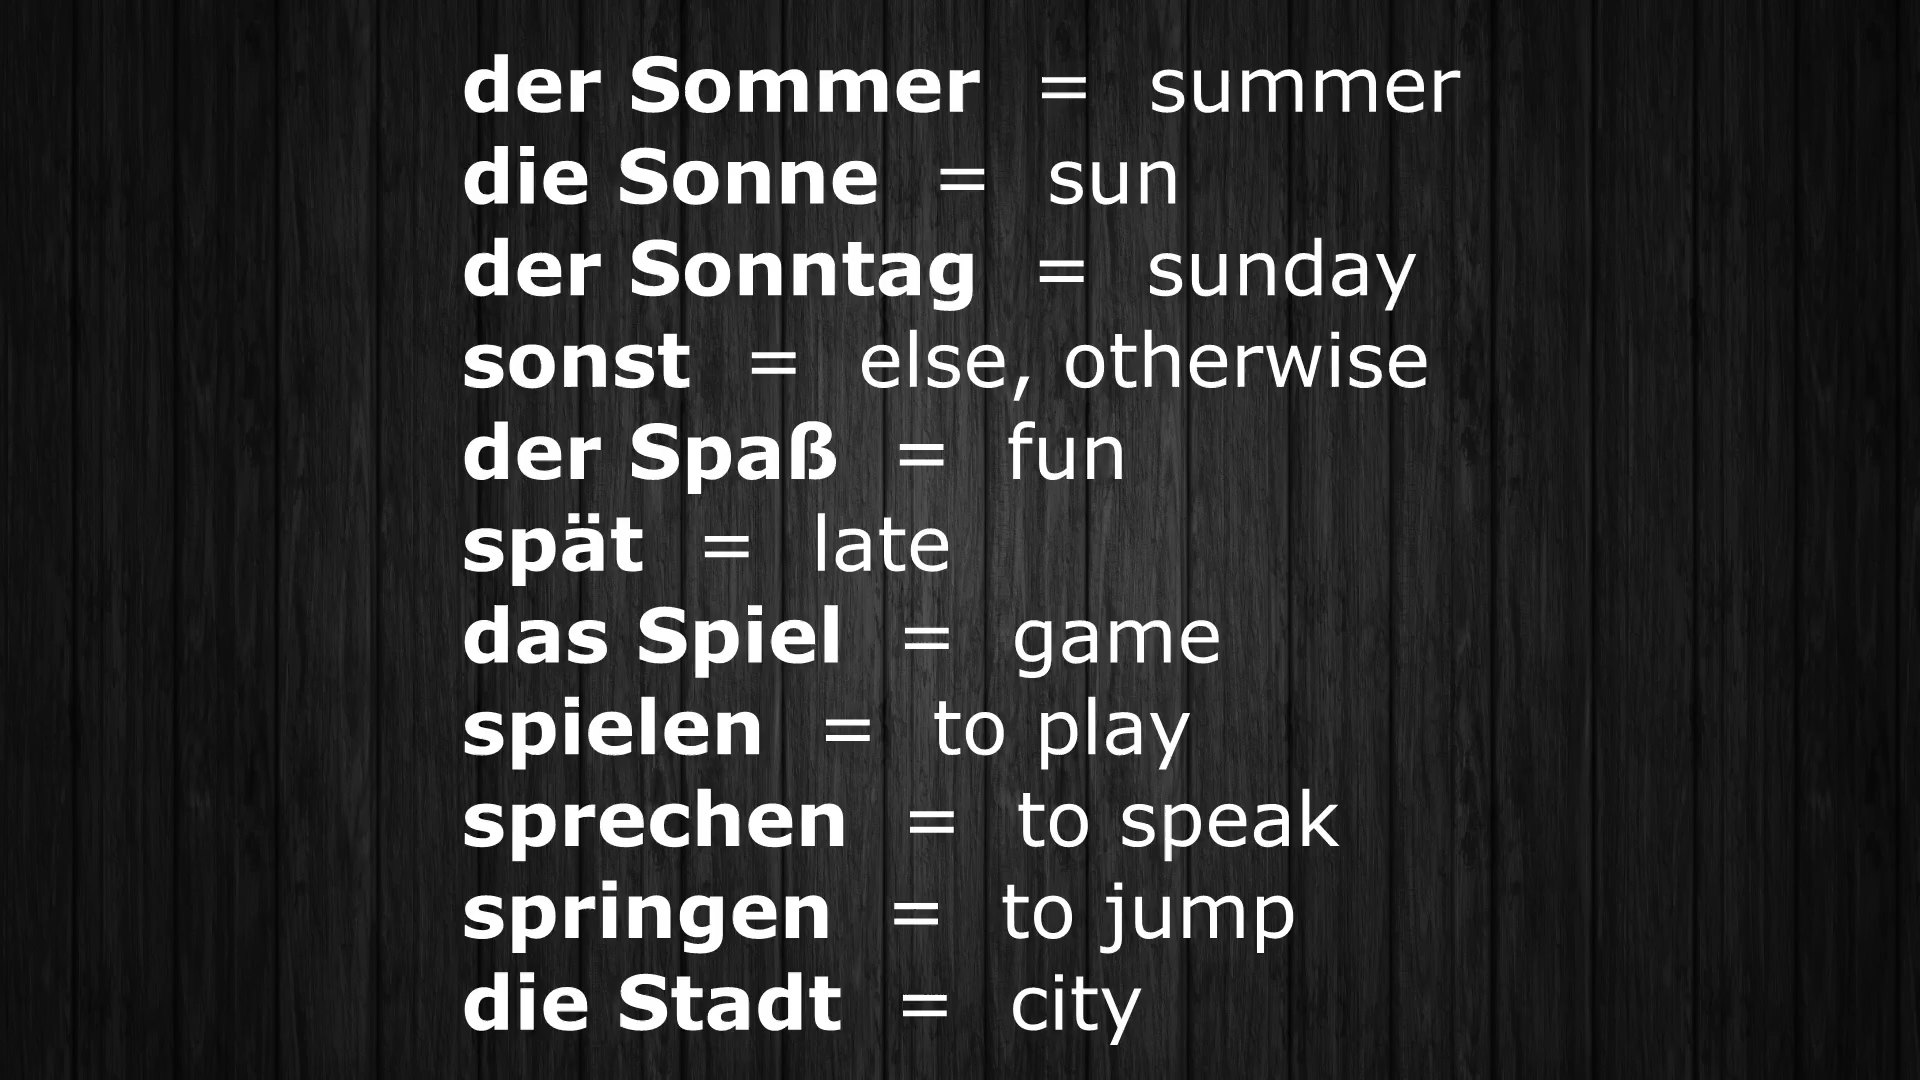 der Sommer = summer
die Sonne = sun
der Sonntag = sunday
sonst = else, otherwise
der Spaß = fun
spät = late
das Spiel = game
spielen = to play
sprechen = to speak
springen = to jump
die Stadt = city